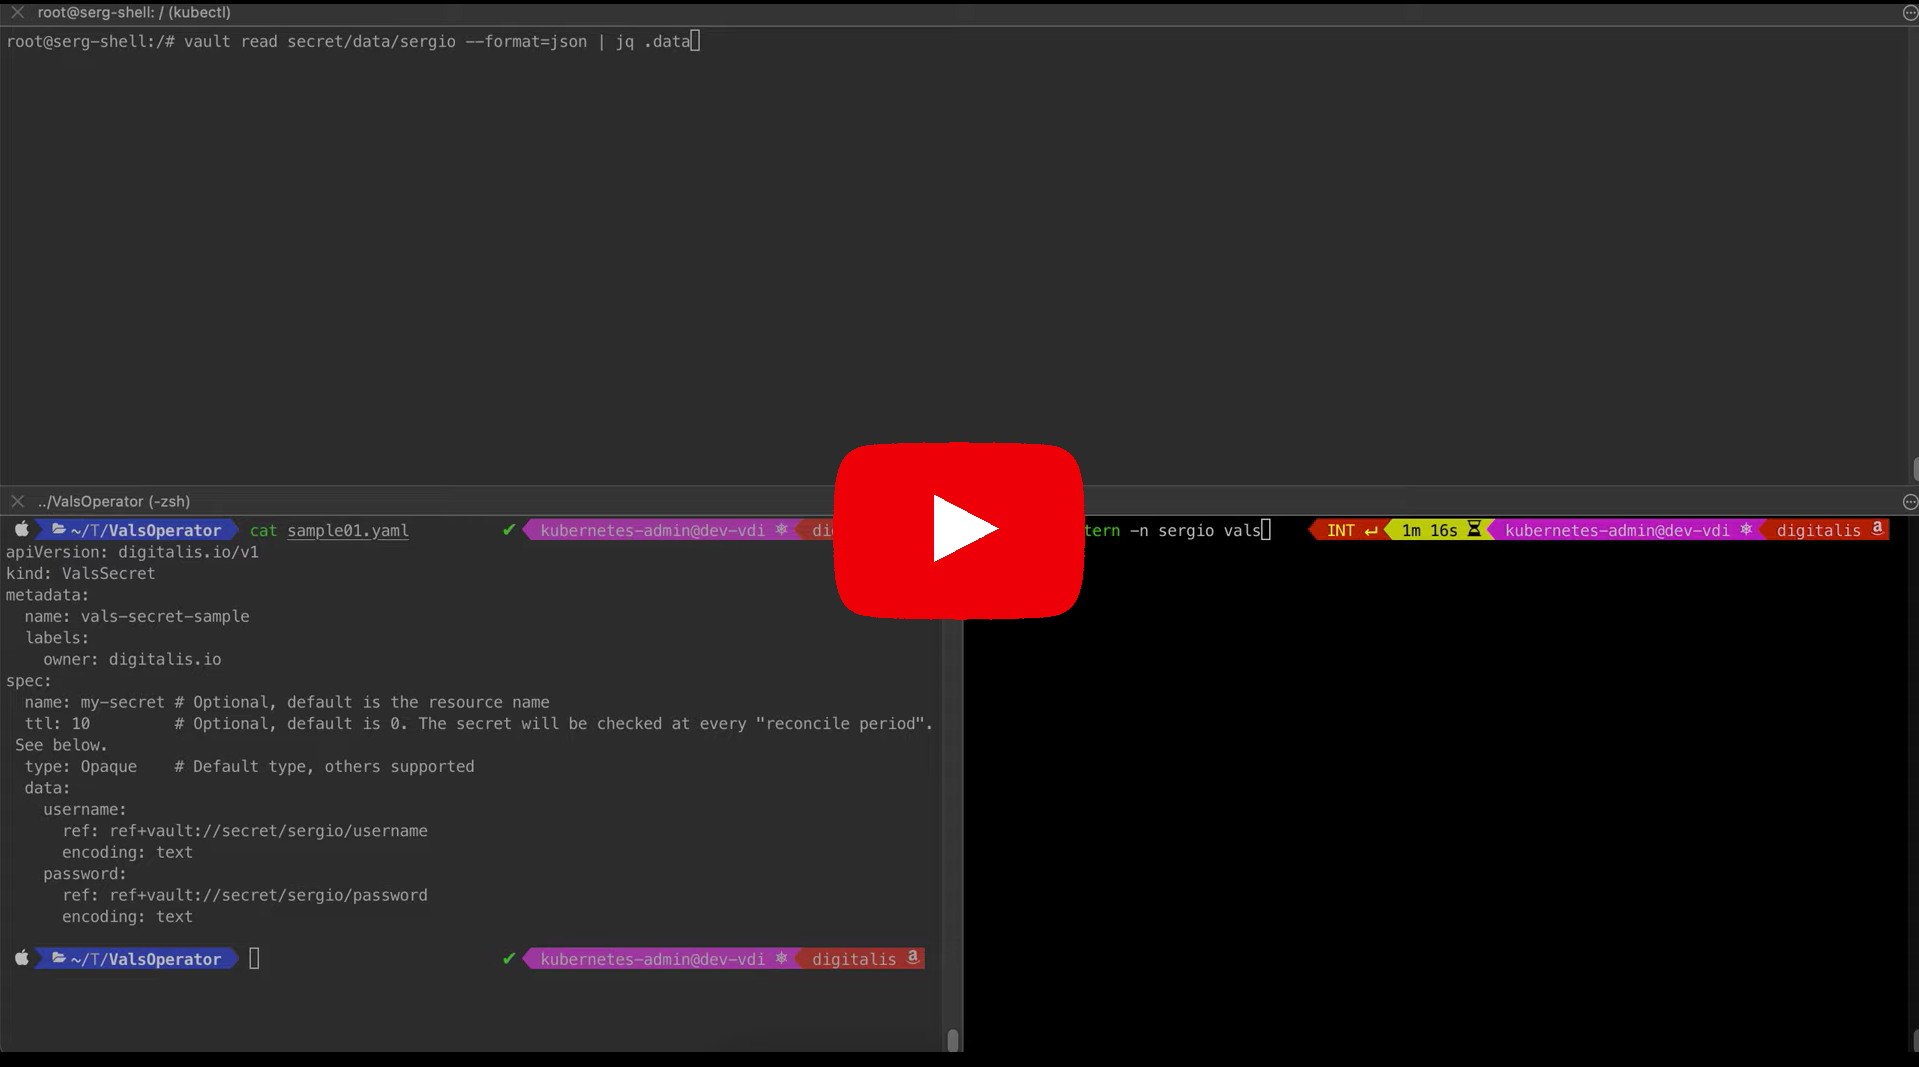 root@serg-shell: / (kubectl)
root@serg-shell:/# vault read secret/data/sergio --format=json | jq .data
../ValsOperator (-zsh)
~/T/ValsOperator cat sample01.yaml ✔ kubernetes-admin@dev-vdi
apiVersion: digitalis.io/v1
kind: ValsSecret
metadata:
  name: vals-secret-sample
  labels:
    owner: digitalis.io
spec:
  name: my-secret # Optional, default is the resource name
  ttl: 10         # Optional, default is 0. The secret will be checked at every "reconcile period".
 See below.
  type: Opaque    # Default type, others supported
  data:
    username:
      ref: ref+vault://secret/sergio/username
      encoding: text
    password:
      ref: ref+vault://secret/sergio/password
      encoding: text
~/T/ValsOperator ✔ kubernetes-admin@dev-vdi digitalis
-n sergio vals INT ↵ 1m 16s kubernetes-admin@dev-vdi digitalis